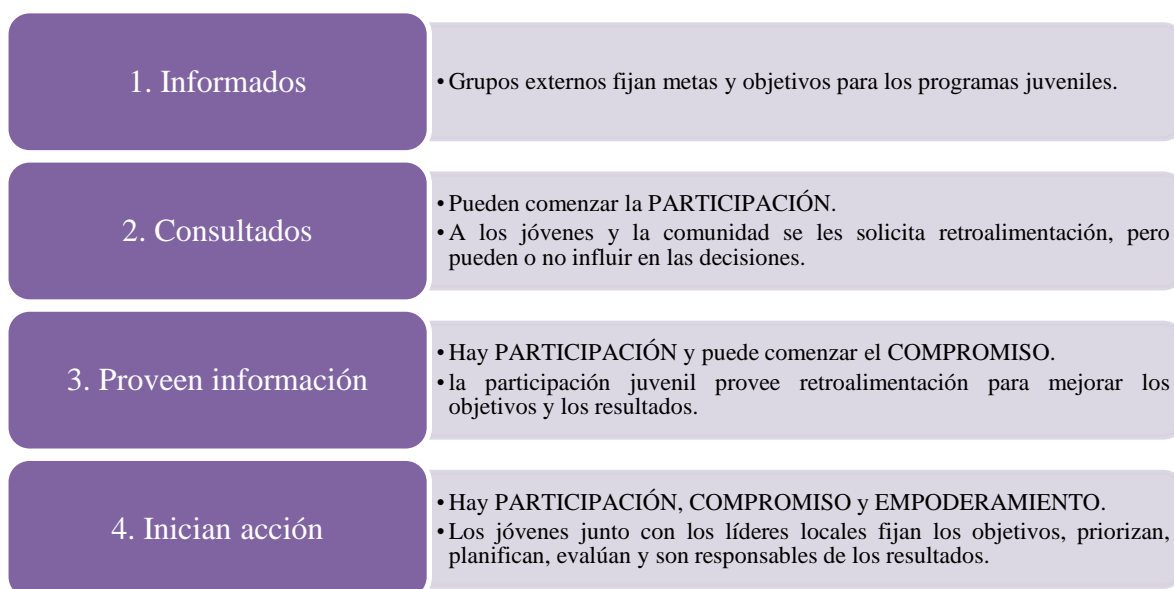 1. Informados
• Grupos externos fijan metas y objetivos para los programas juveniles.
2. Consultados
• Pueden comenzar la PARTICIPACIÓN.
• A los jóvenes y la comunidad se les solicita retroalimentación, pero
pueden o no influir en las decisiones.
3. Proveen información
• Hay PARTICIPACIÓN y puede comenzar el COMPROMISO.
• la participación juvenil provee retroalimentación para mejorar los
objetivos y los resultados.
4. Inician acción
• Hay PARTICIPACIÓN, COMPROMISO y EMPODERAMIENTO.
• Los jóvenes junto con los líderes locales fijan los objetivos, priorizan,
planifican, evalúan y son responsables de los resultados.